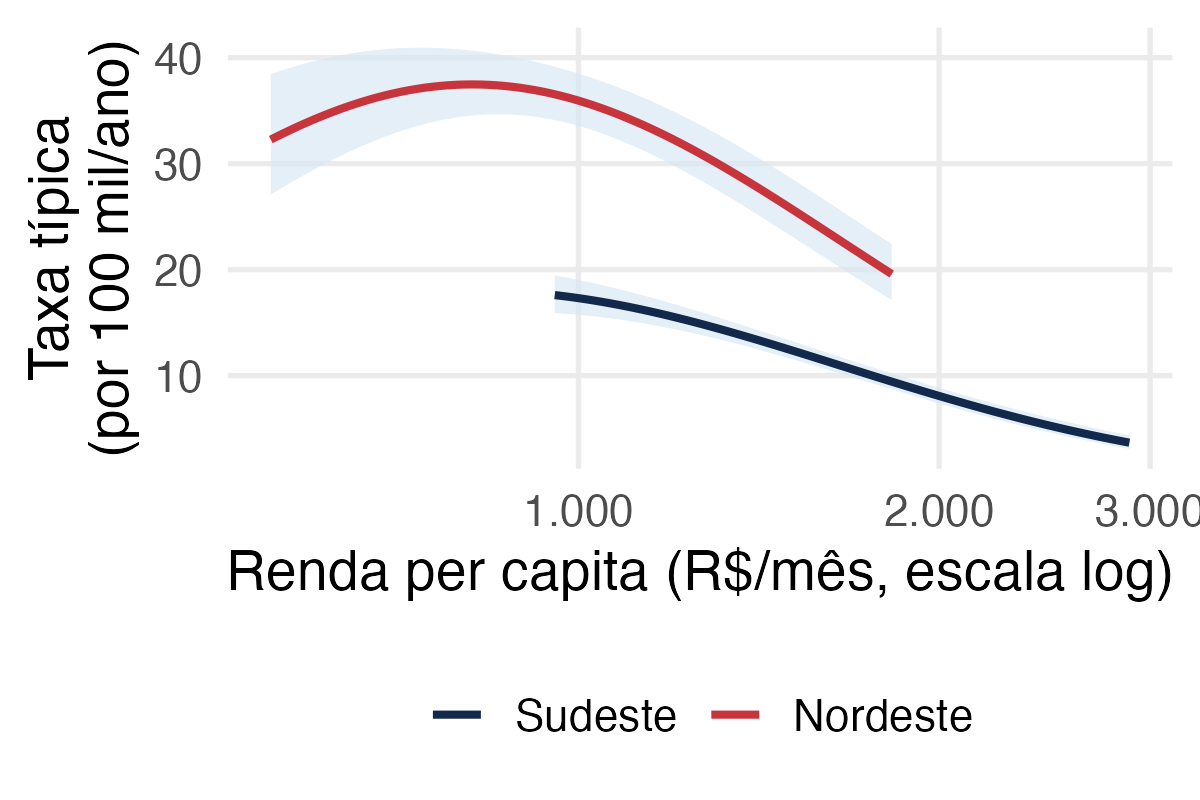 Taxa típica
(por 100 mil/ano)
40
30
20
10
1.000
2.000
3.000
Renda per capita (R$/mês, escala log)
Sudeste
Nordeste